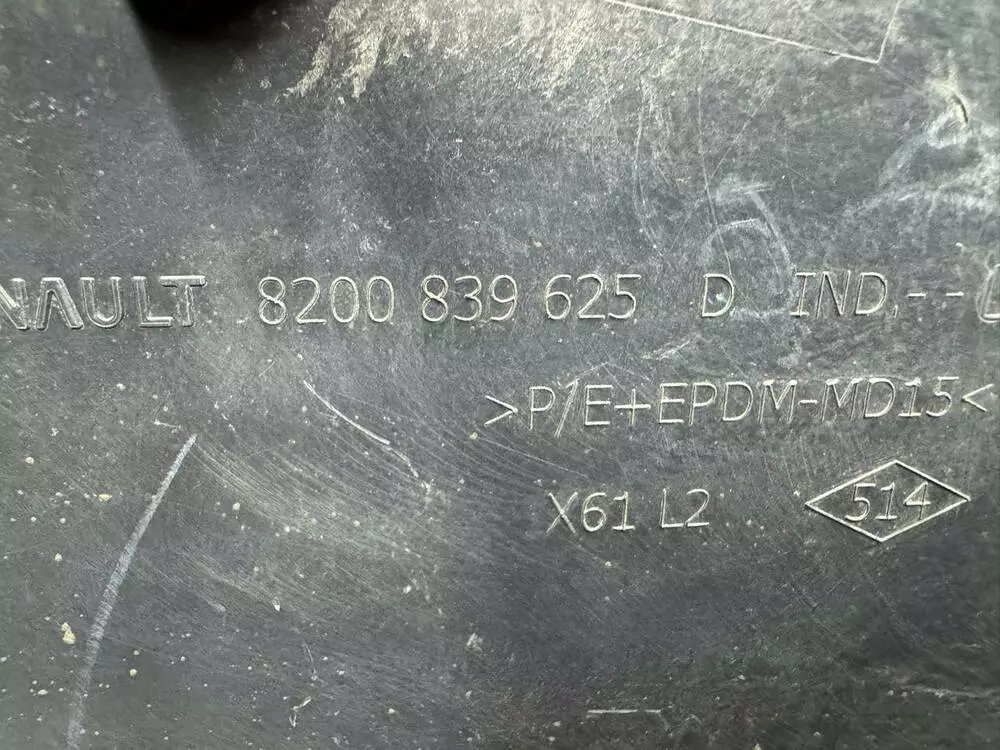 NAULT 8200 839 625 D IND.--
>P/E+EPDM-MD15<
X61 L2 514